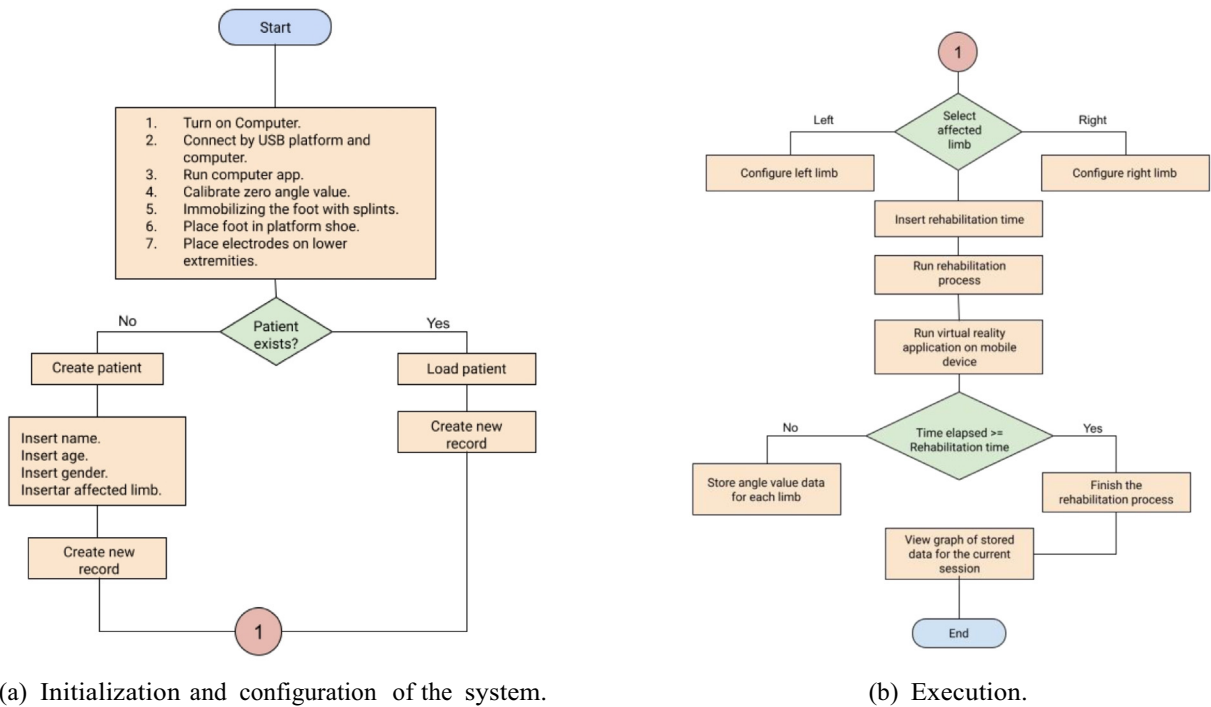 Start
1. Turn on Computer.
2. Connect by USB platform and
computer.
3. Run computer app.
4. Calibrate zero angle value.
5. Immobilizing the foot with splints.
6. Place foot in platform shoe.
7. Place electrodes on lower
extremities.
No
Patient
exists?
Yes
Create patient
Load patient
Insert name.
Insert age.
Insert gender.
Insertar affected limb.
Create new
record
Create new
record
1
(a) Initialization and configuration of the system.
1
Left
Select
affected
limb
Right
Configure left limb
Configure right limb
Insert rehabilitation time
Run rehabilitation
process
Run virtual reality
application on mobile
device
No
Time elapsed >=
Rehabilitation time
Yes
Store angle value data
for each limb
Finish the
rehabilitation process
View graph of stored
data for the current
session
End
(b) Execution.